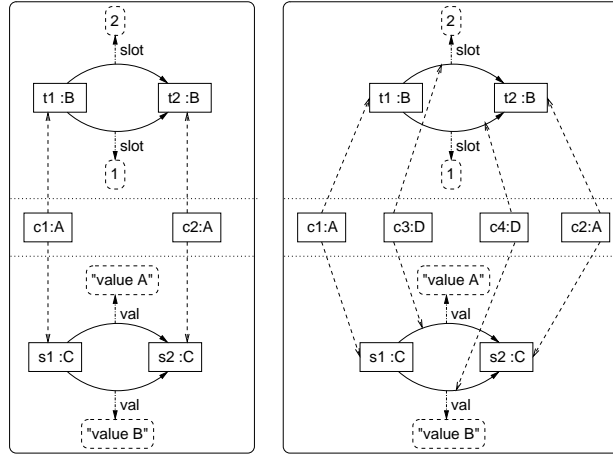 2
slot
t1 :B
t2 :B
slot
1
c1:A
c2:A
"value A"
val
s1 :C
s2 :C
val
"value B"
2
slot
t1 :B
t2 :B
slot
1
c1:A
c3:D
c4:D
c2:A
"value A"
val
s1 :C
s2 :C
val
"value B"